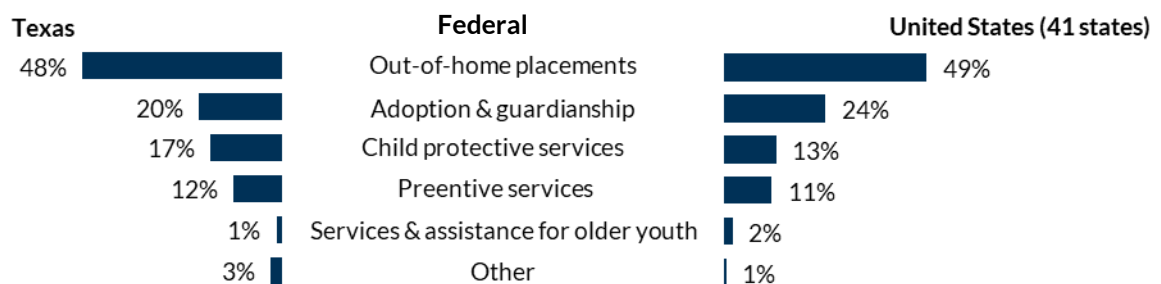 Texas Federal United States (41 states)
48% Out-of-home placements 49%
20% Adoption & guardianship 24%
17% Child protective services 13%
12% Preentive services 11%
1% Services & assistance for older youth 2%
3% Other 1%